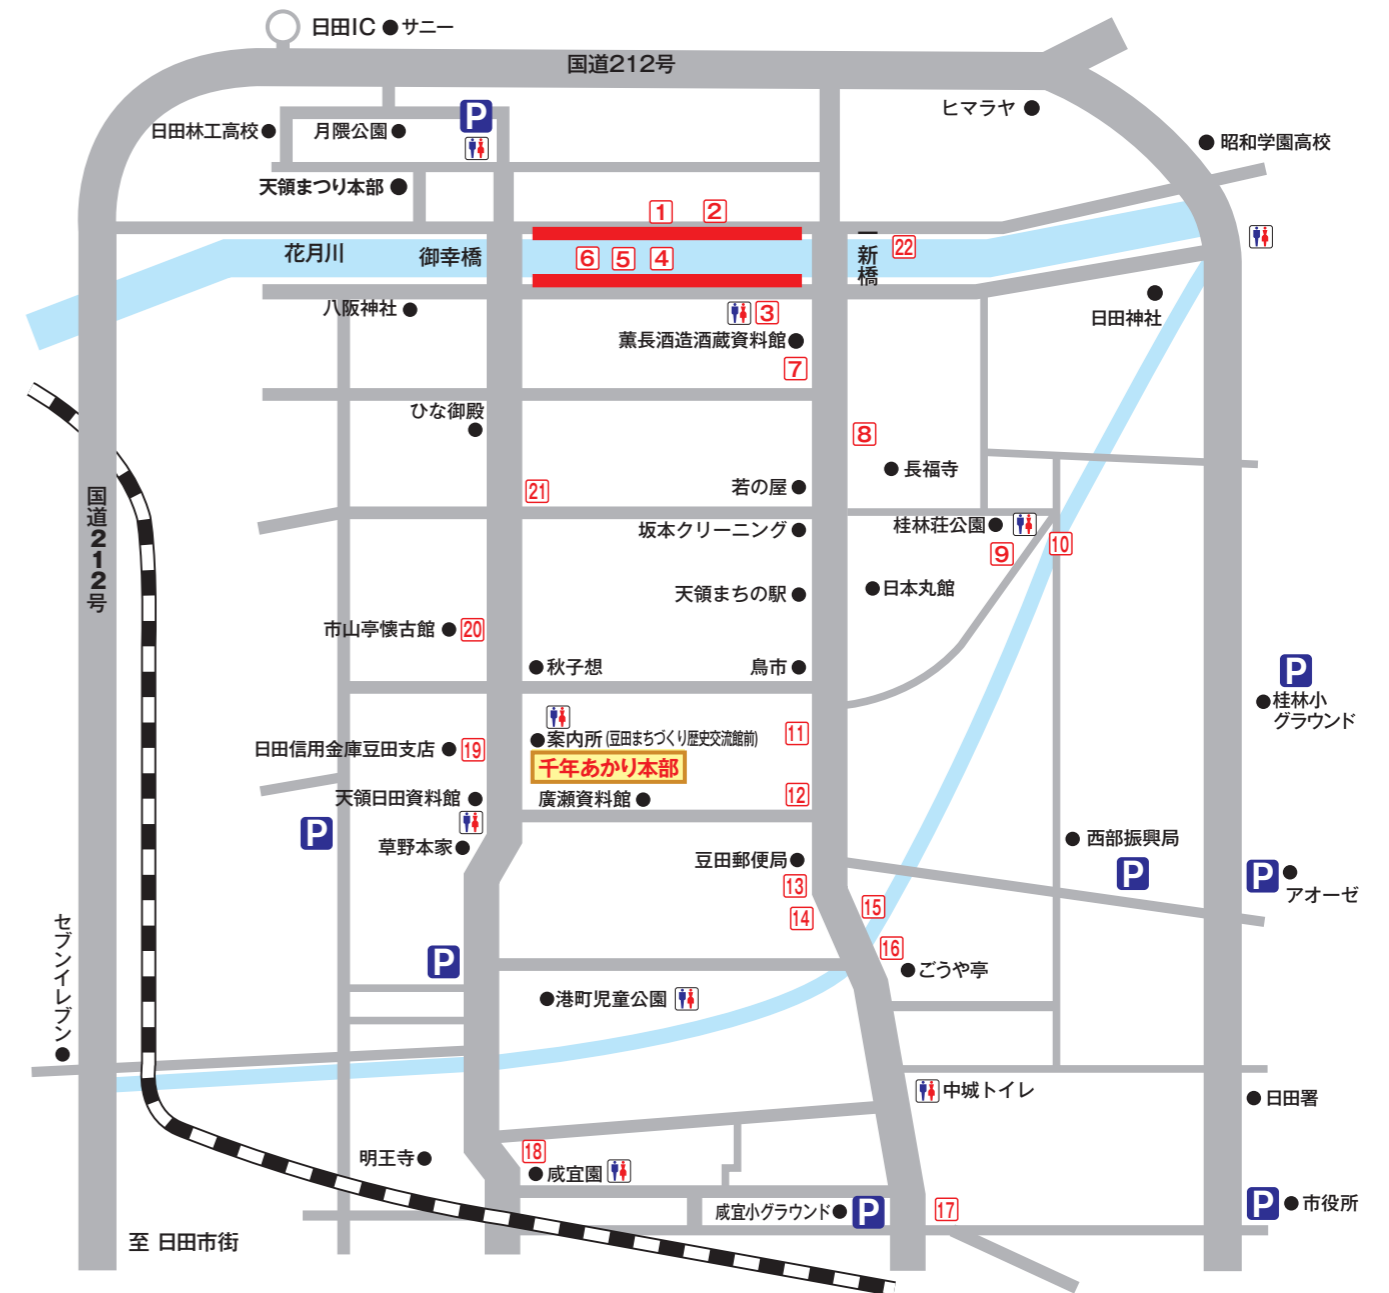 日田IC ●サニー
国道212号
ヒマラヤ
P
日田林工高校
月隈公園
昭和学園高校
天領まつり本部
1
2
花月川
御幸橋
6
5
4
新橋
22
八阪神社
3
日田神社
薫長酒造酒蔵資料館
7
ひな御殿
8
長福寺
国道212号
21
若の屋
坂本クリーニング
桂林荘公園
9
10
天領まちの駅
日本丸館
市山亭懐古館
20
秋子想
鳥市
P
桂林小
グラウンド
日田信用金庫豆田支店
19
案内所(豆田まちづくり歴史交流館前)
11
千年あかり本部
天領日田資料館
廣瀬資料館
12
P
草野本家
豆田郵便局
西部振興局
P
P
アオーゼ
13
14
15
セブンイレブン
P
16
ごうや亭
港町児童公園
中城トイレ
日田署
18
明王寺
咸宜園
咸宜小グラウンド
P
17
P
市役所
至 日田市街